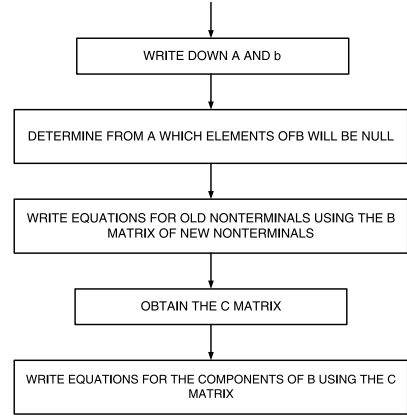 WRITE DOWN A AND b
DETERMINE FROM A WHICH ELEMENTS OFB WILL BE NULL
WRITE EQUATIONS FOR OLD NONTERMINALS USING THE B
MATRIX OF NEW NONTERMINALS
OBTAIN THE C MATRIX
WRITE EQUATIONS FOR THE COMPONENTS OF B USING THE C
MATRIX